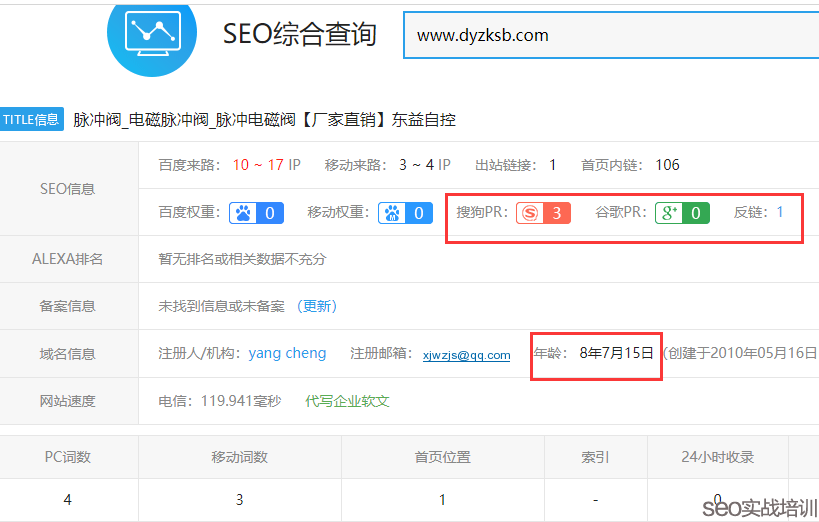 SEO综合查询 www.dyzksb.com
TITLE信息 脉冲阀_电磁脉冲阀_脉冲电磁阀【厂家直销】东益自控
SEO信息
百度来路: 10 ~ 17 IP 移动来路: 3 ~ 4 IP 出站链接: 1 首页内链: 106
百度权重: 0 移动权重: 0 搜狗PR: S 3 谷歌PR: g+ 0 反链: 1
ALEXA排名 暂无排名或相关数据不充分
备案信息 未找到信息或未备案 (更新)
域名信息 注册人/机构: yang cheng 注册邮箱: xjwzjs@qq.com 年龄: 8年7月15日 (创建于2010年05月16日
网站速度 电信: 119.941毫秒 代写企业软文
PC词数 移动词数 首页位置 索引 24小时收录
4 3 1 - 0
seo实战培训